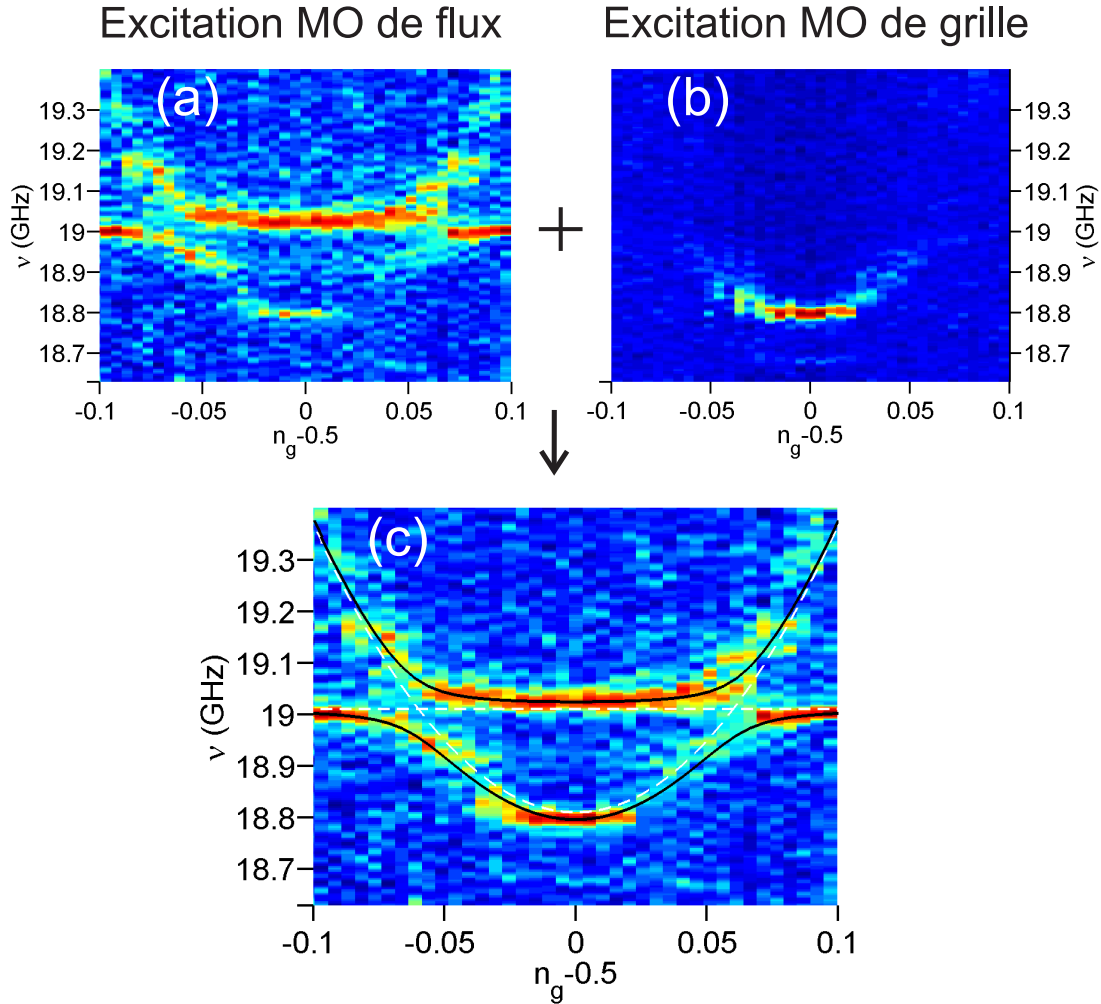 Excitation MO de flux
Excitation MO de grille
(a)
19.3
19.2
19.1
19
18.9
18.8
18.7
ν (GHz)
-0.1 -0.05 0 0.05 0.1
n_g-0.5
+
(b)
19.3
19.2
19.1
19
18.9
18.8
18.7
ν (GHz)
-0.1 -0.05 0 0.05 0.1
n_g-0.5
(c)
19.3
19.2
19.1
19
18.9
18.8
18.7
ν (GHz)
-0.1 -0.05 0 0.05 0.1
n_g-0.5